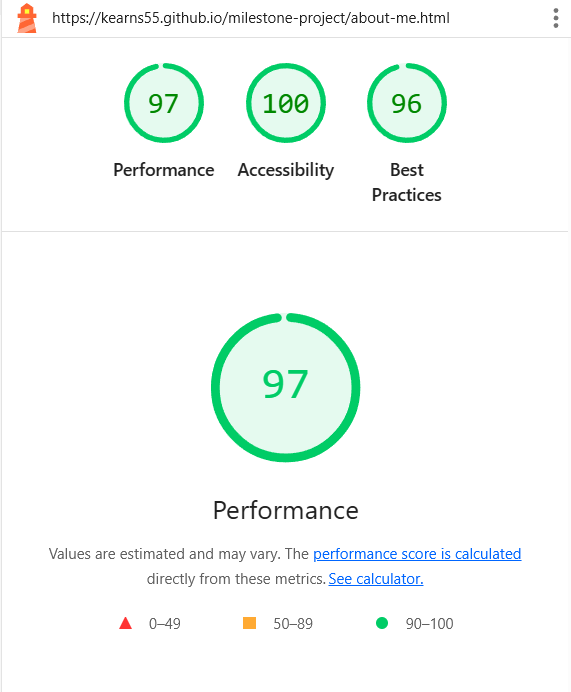 https://kearns55.github.io/milestone-project/about-me.html
97
100
96
Performance
Accessibility
Best
Practices
97
Performance
Values are estimated and may vary. The performance score is calculated
directly from these metrics. See calculator.
0–49
50–89
90–100